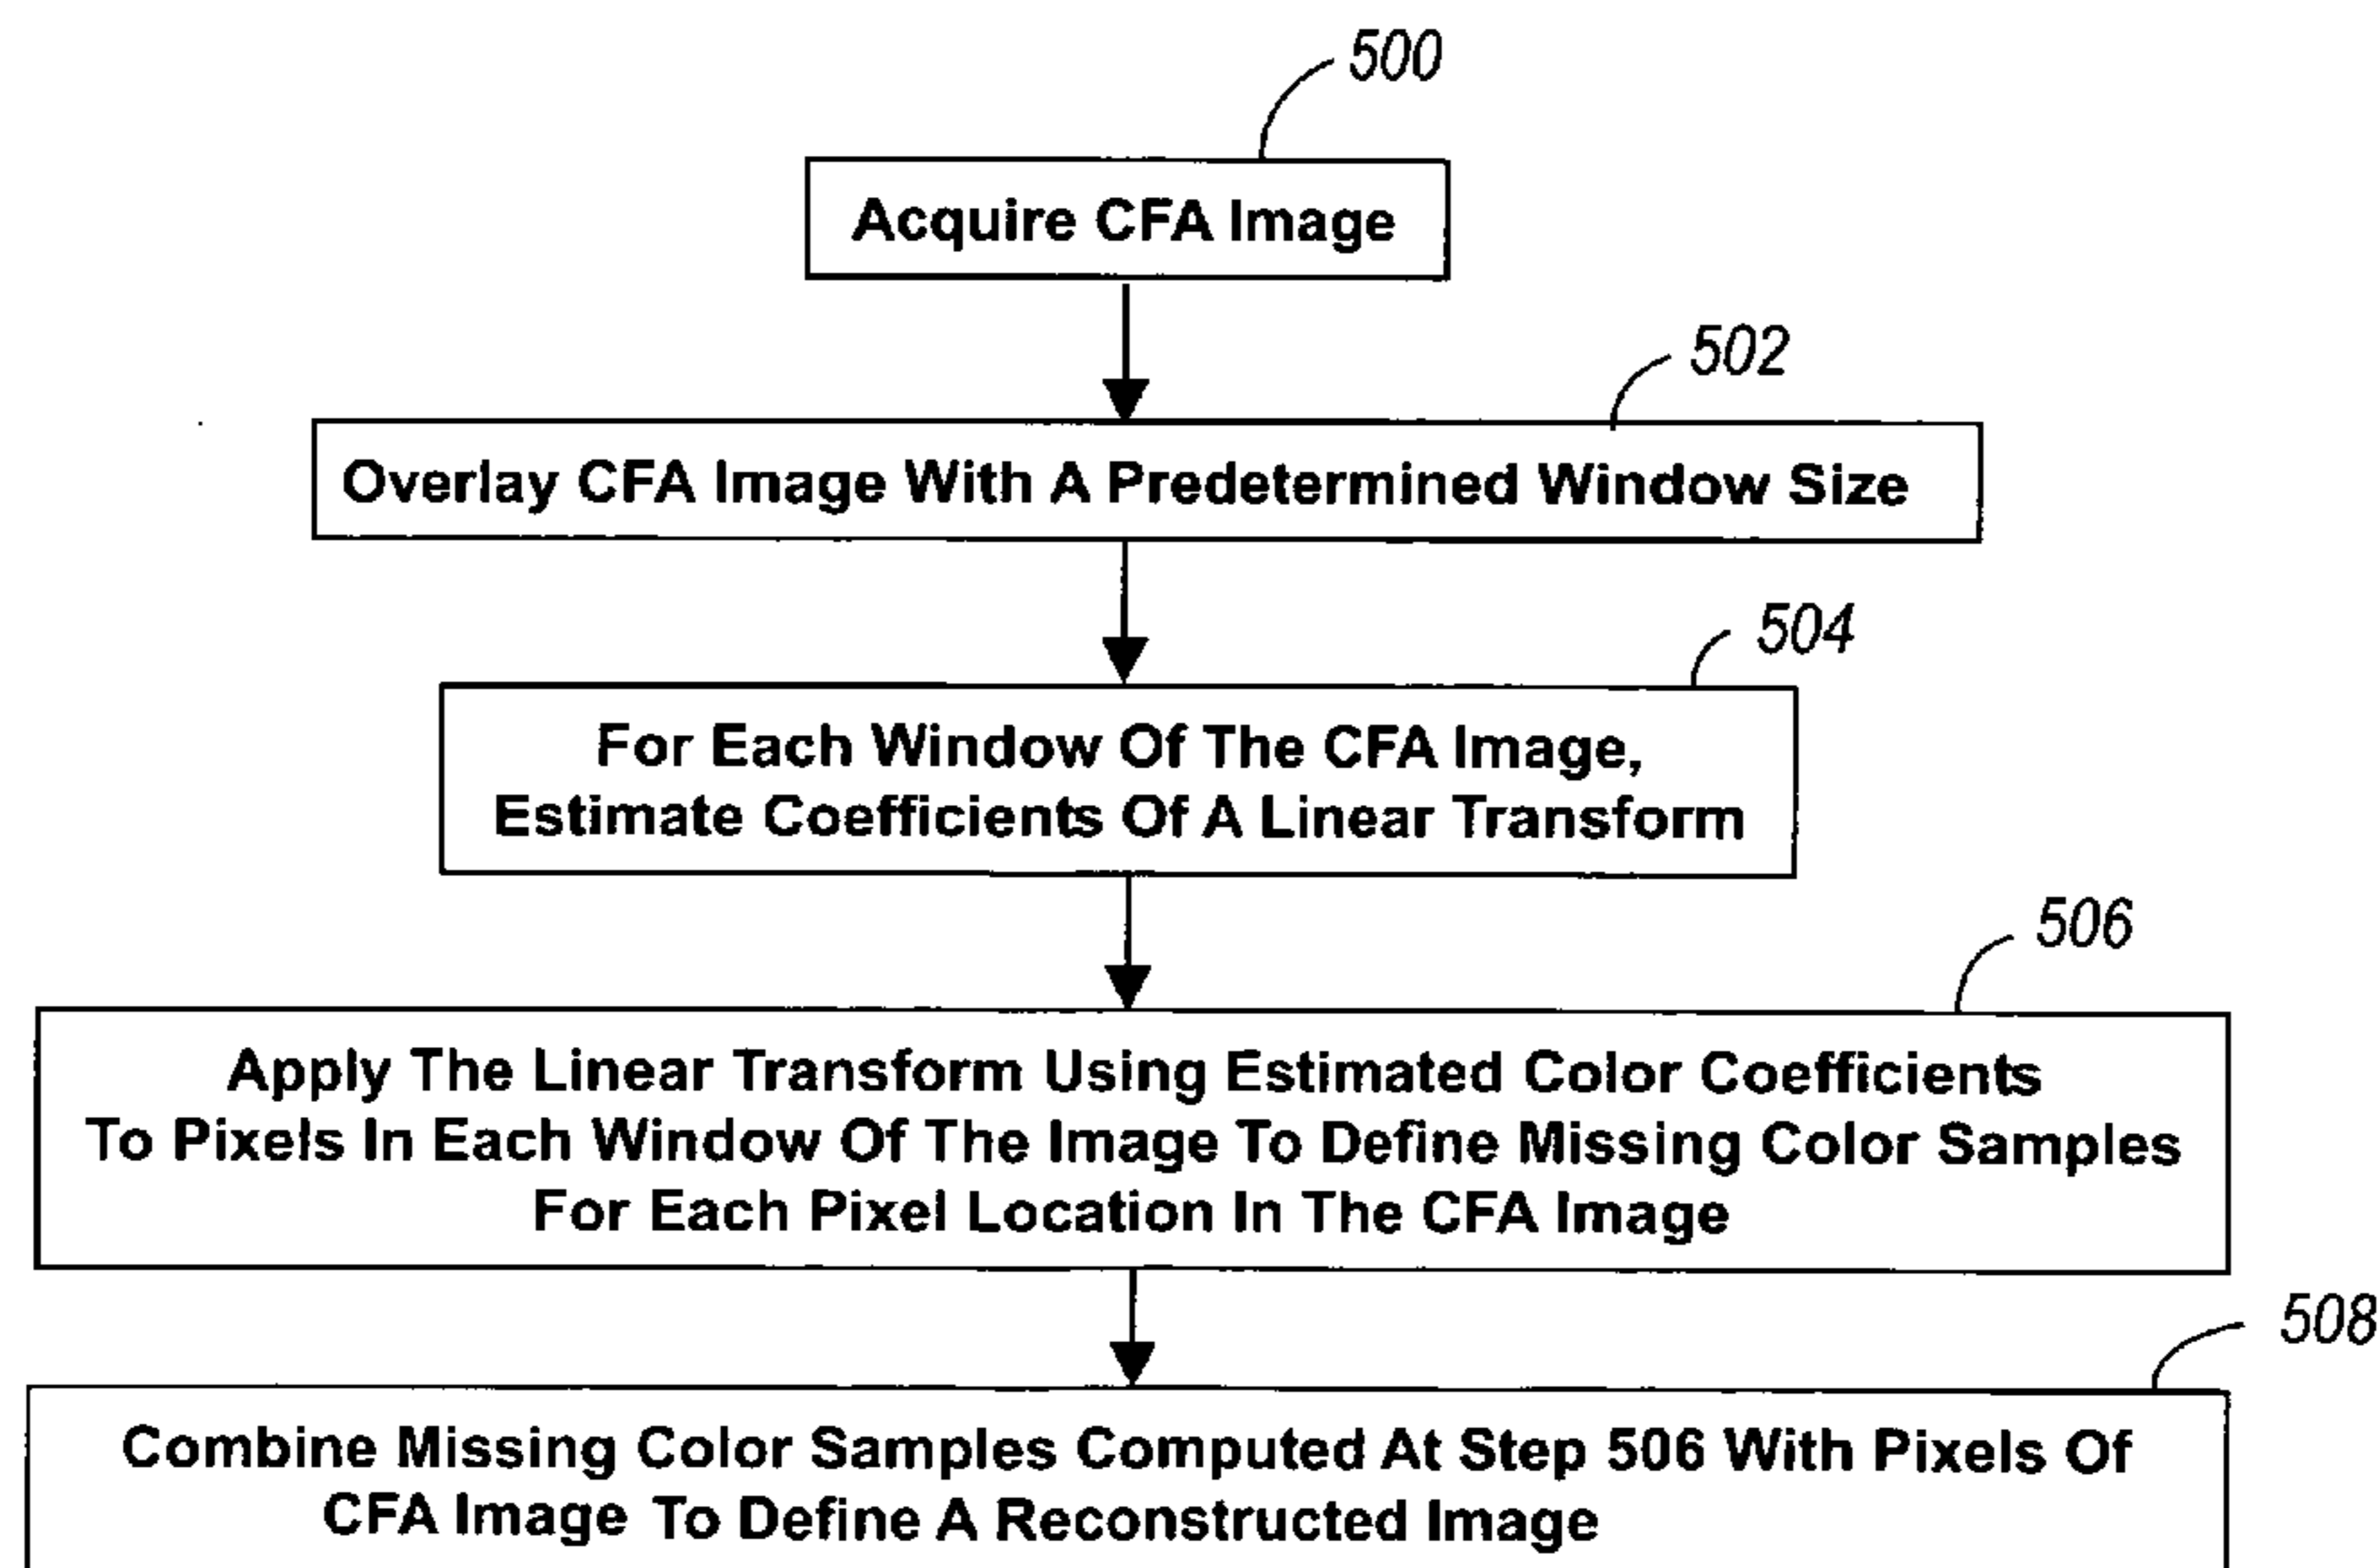 500
Acquire CFA Image
502
Overlay CFA Image With A Predetermined Window Size
504
For Each Window Of The CFA Image,
Estimate Coefficients Of A Linear Transform
506
Apply The Linear Transform Using Estimated Color Coefficients
To Pixels In Each Window Of The Image To Define Missing Color Samples
For Each Pixel Location In The CFA Image
508
Combine Missing Color Samples Computed At Step 506 With Pixels Of
CFA Image To Define A Reconstructed Image